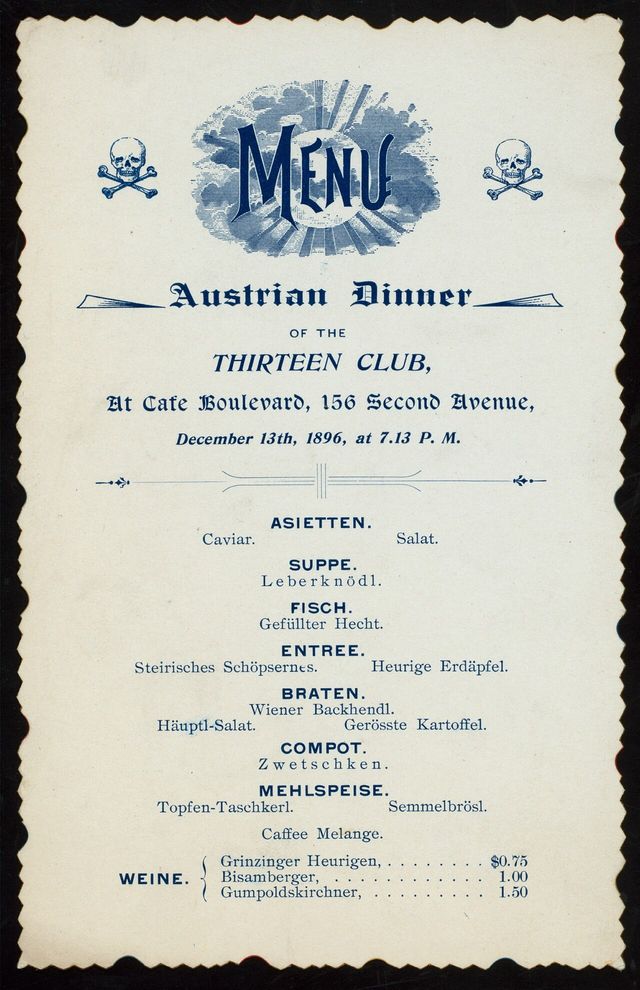 MENU
Austrian Dinner
OF THE
THIRTEEN CLUB,
At Cafe Boulevard, 156 Second Avenue,
December 13th, 1896, at 7.13 P. M.
ASIETTEN.
Caviar. Salat.
SUPPE.
Leberknödl.
FISCH.
Gefüllter Hecht.
ENTREE.
Steirisches Schöpsernes. Heurige Erdäpfel.
BRATEN.
Wiener Backhendl.
Häuptl-Salat. Gerösste Kartoffel.
COMPOT.
Zwetschken.
MEHLSPEISE.
Topfen-Taschkerl. Semmelbrösl.
Caffee Melange.
WEINE.
Grinzinger Heurigen, . . . . . . . . $0.75
Bisamberger, . . . . . . . . . . . . 1.00
Gumpoldskirchner, . . . . . . . . . 1.50